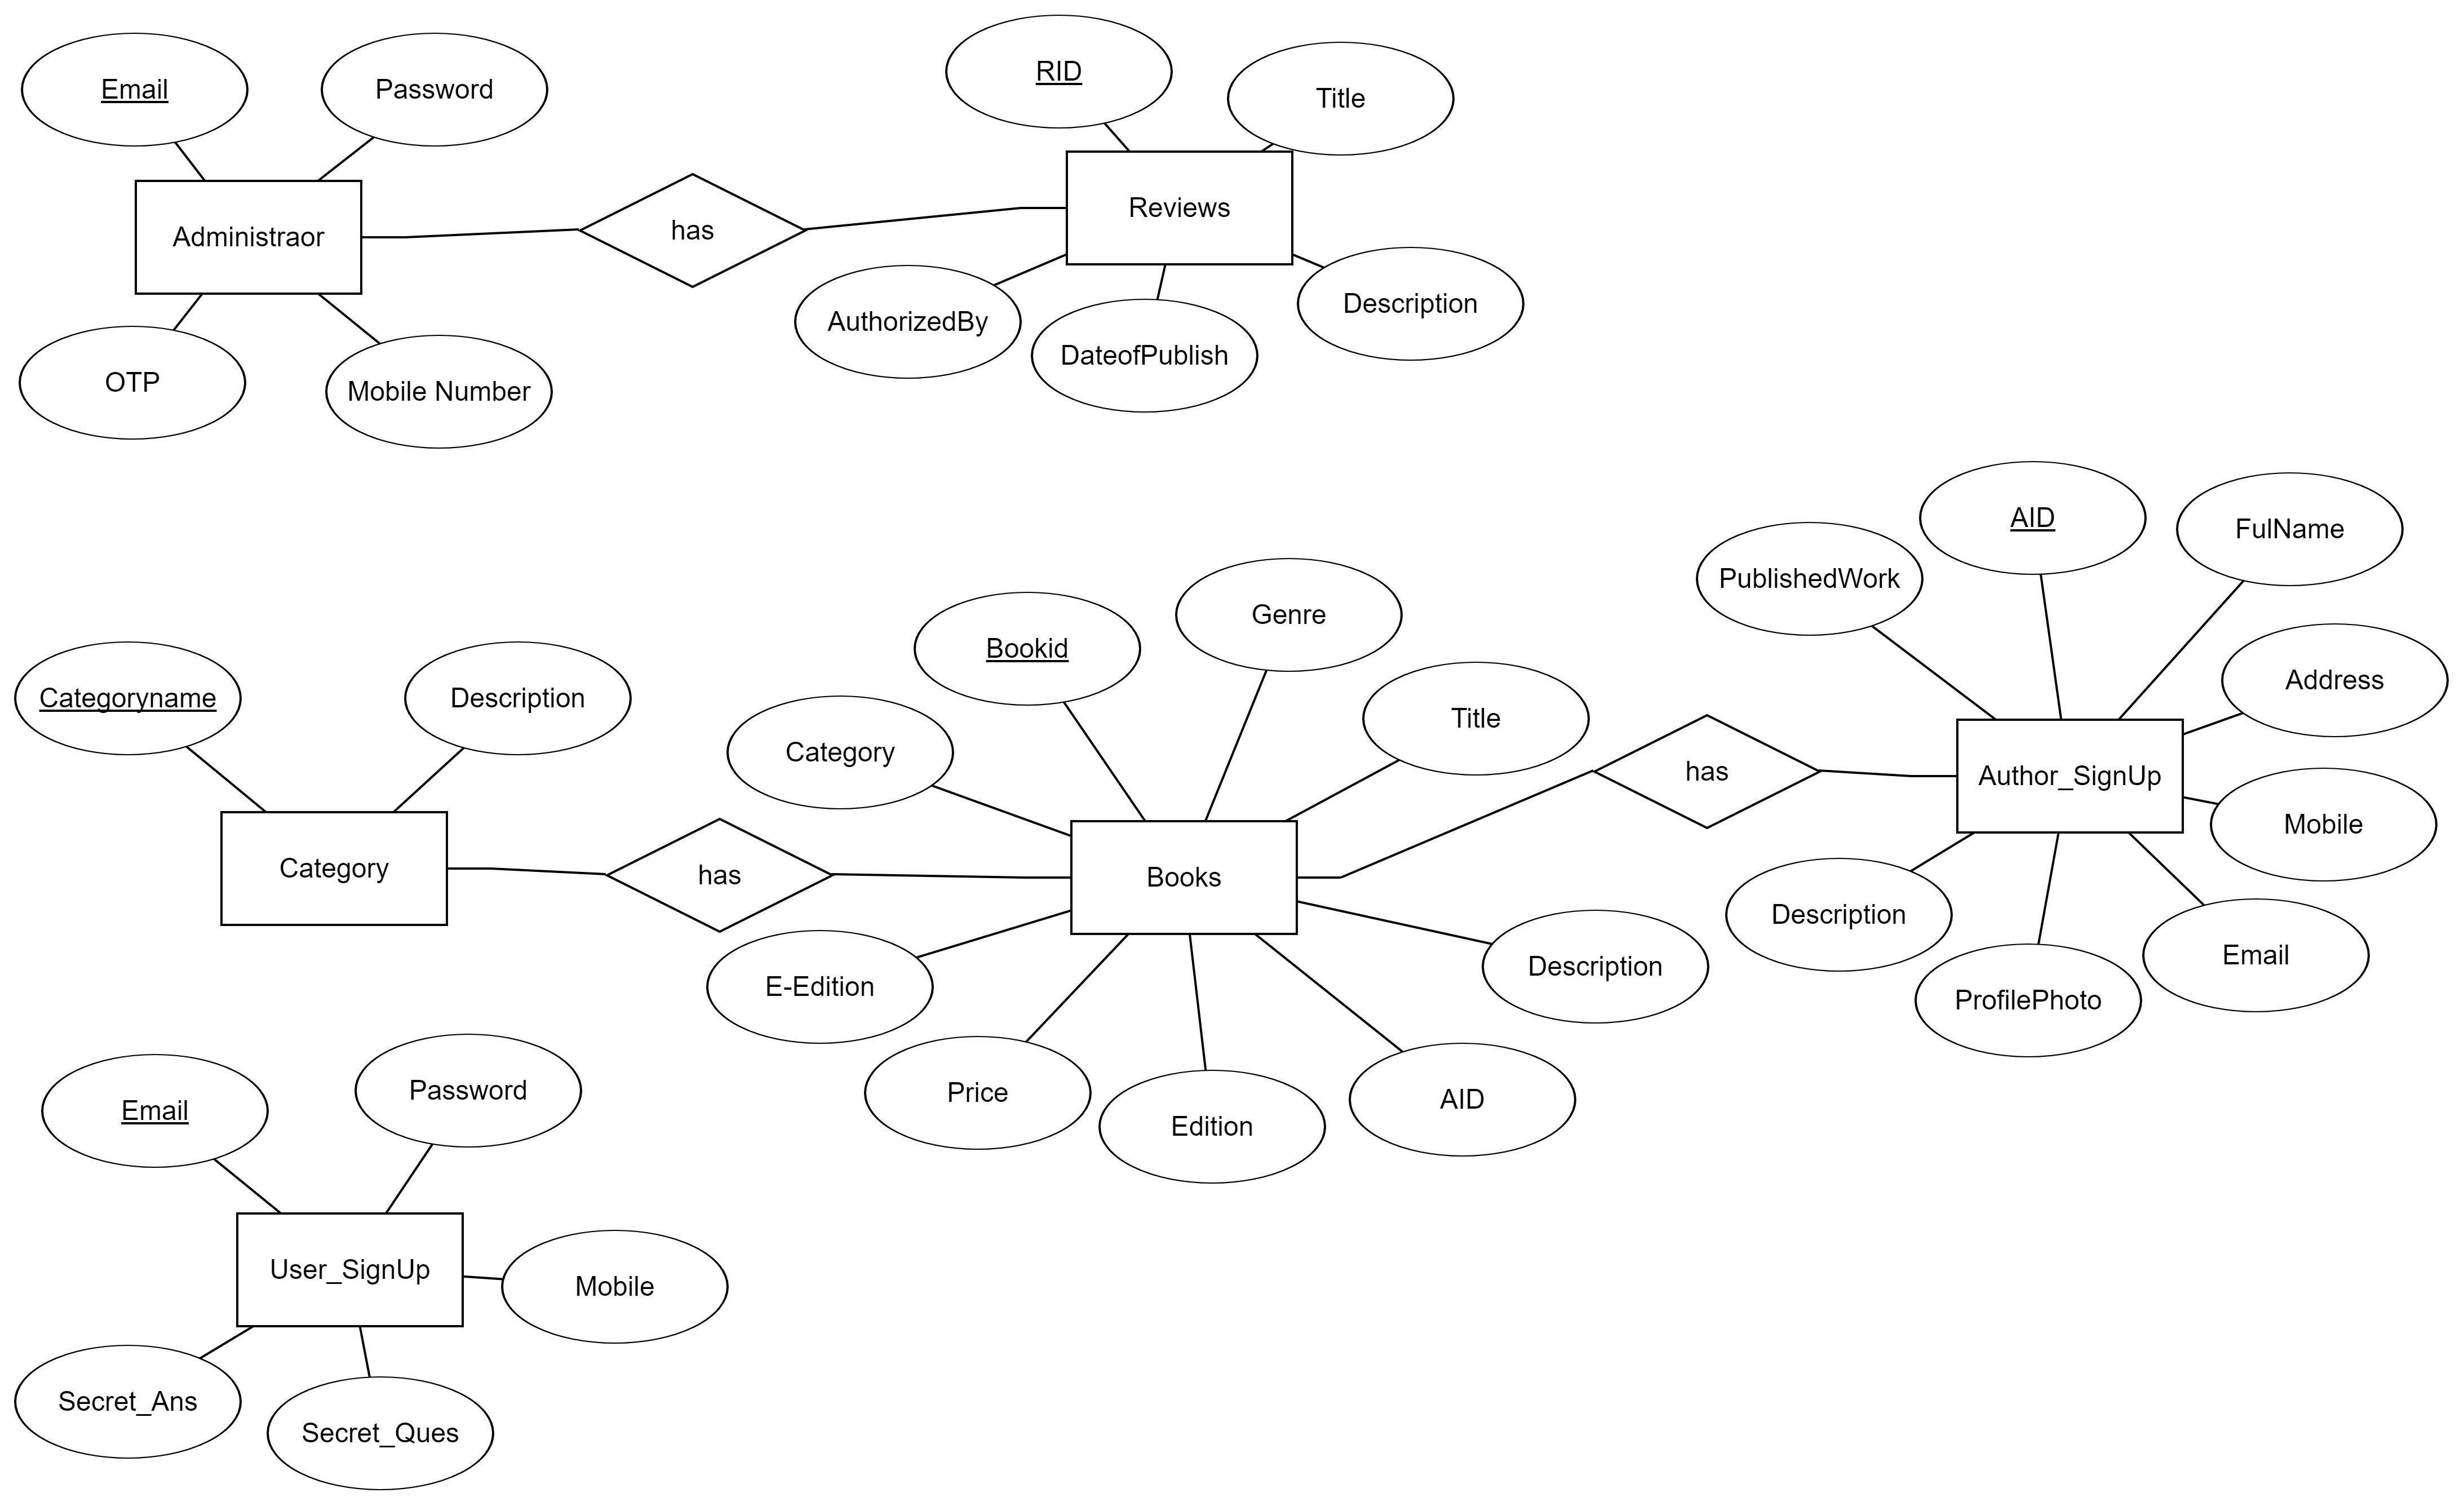 Email
Password
Administraor
OTP
Mobile Number
has
RID
Title
Reviews
AuthorizedBy
DateofPublish
Description
Categoryname
Description
Category
has
Category
Bookid
Genre
Title
Books
E-Edition
Price
Edition
AID
Description
has
PublishedWork
AID
FulName
Address
Author_SignUp
Mobile
Description
ProfilePhoto
Email
Email
Password
User_SignUp
Mobile
Secret_Ans
Secret_Ques